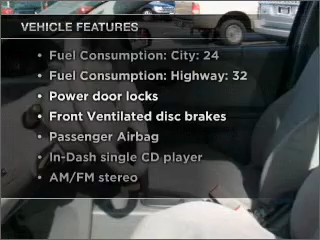 VEHICLE FEATURES
• Fuel Consumption: City: 24
• Fuel Consumption: Highway: 32
• Power door locks
• Front Ventilated disc brakes
• Passenger Airbag
• In-Dash single CD player
• AM/FM stereo